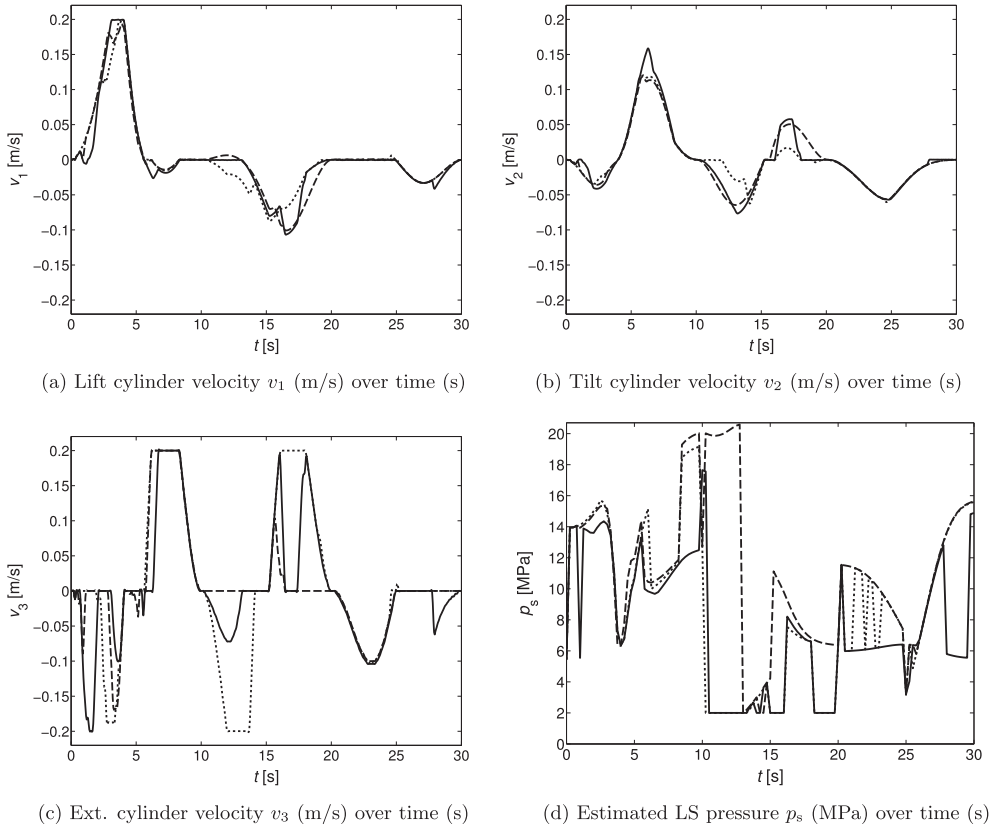 0.2
0.15
0.1
0.05
0
−0.05
−0.1
−0.15
−0.2
v1 [m/s]
0 5 10 15 20 25 30
t [s]
(a) Lift cylinder velocity v1 (m/s) over time (s)
0.2
0.15
0.1
0.05
0
−0.05
−0.1
−0.15
−0.2
v2 [m/s]
0 5 10 15 20 25 30
t [s]
(b) Tilt cylinder velocity v2 (m/s) over time (s)
0.2
0.15
0.1
0.05
0
−0.05
−0.1
−0.15
−0.2
v3 [m/s]
0 5 10 15 20 25 30
t [s]
(c) Ext. cylinder velocity v3 (m/s) over time (s)
20
18
16
14
12
10
8
6
4
2
0
ps [MPa]
0 5 10 15 20 25 30
t [s]
(d) Estimated LS pressure ps (MPa) over time (s)